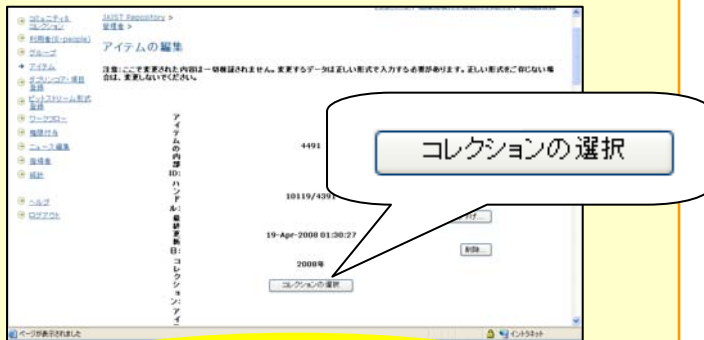 JAIST Repository >
管理者 >
アイテムの編集
注意:ここで変更された内容は一切検証されません。変更するデータは正しい形式で入力する必要があります。正しい形式をご存じない場
合は、変更しないでください。
コミュニティ&
コレクション
利用者(E-people)
グループ
アイテム
ダブリンコア・項目
登録
ビットストリーム形式
登録
ワークフロー
権限付与
ニュース編集
統計
ヘルプ
ログアウト
アイテムの内部ID:
4491
ハンドル:
10119/4391
最終更新日:
19-Apr-2008 01:30:27
削除...
コレクション:
2008年
コレクションの選択
アイ
コレクションの選択
ページが表示されました
イントラネット